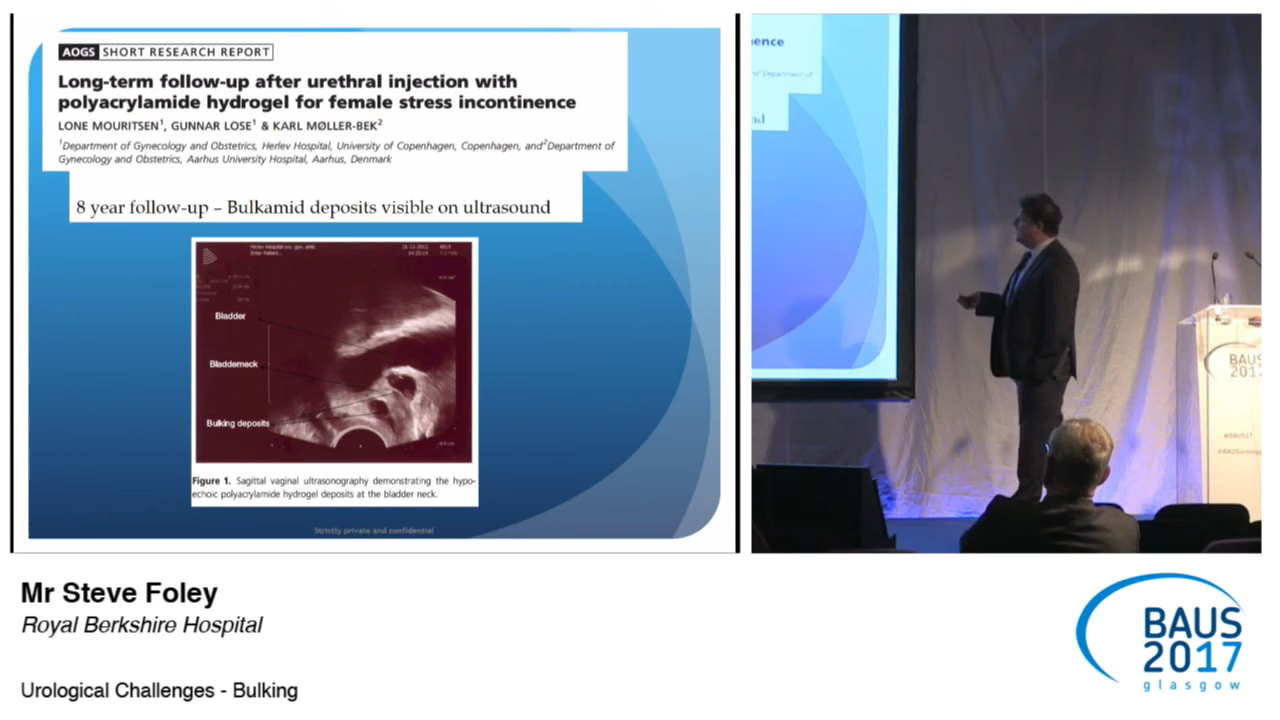 AOGS SHORT RESEARCH REPORT
Long-term follow-up after urethral injection with
polyacrylamide hydrogel for female stress incontinence
LONE MOURITSEN¹, GUNNAR LOSE¹ & KARL MØLLER-BEK²
¹Department of Gynecology and Obstetrics, Herlev Hospital, University of Copenhagen, Copenhagen, and ²Department of
Gynecology and Obstetrics, Aarhus University Hospital, Aarhus, Denmark
8 year follow-up – Bulkamid deposits visible on ultrasound
Bladder
Bladderneck
Bulking deposits
Figure 1. Sagittal vaginal ultrasonography demonstrating the hypo-
echoic polyacrylamide hydrogel deposits at the bladder neck.
Strictly private and confidential
ence
nd
BAUS
2017
#BAUS17
Mr Steve Foley
Royal Berkshire Hospital
Urological Challenges - Bulking
BAUS
2017
glasgow